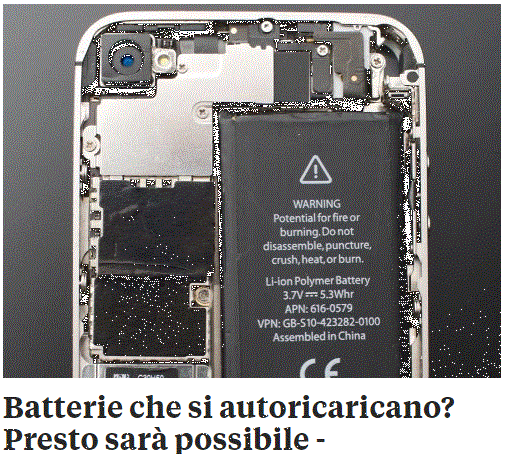 WARNING
Potential for fire or
burning. Do not
disassemble, puncture,
crush, heat, or burn.
Li-ion Polymer Battery
3.7V ⎓ 5.3Whr
APN: 616-0579
VPN: GB-S10-423282-0100
Assembled in China
CE
Batterie che si autoricaricano?
Presto sarà possibile -